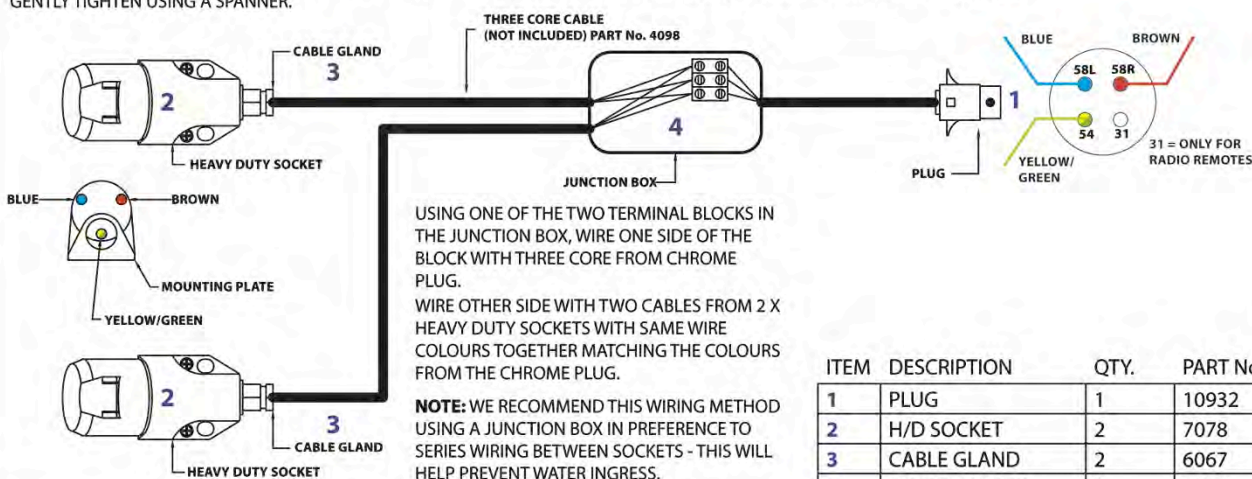 GENTLY TIGHTEN USING A SPANNER.
THREE CORE CABLE
(NOT INCLUDED) PART No. 4098
CABLE GLAND
3
2
HEAVY DUTY SOCKET
4
JUNCTION BOX
1
PLUG
BLUE
BROWN
58L
58R
54
31
YELLOW/
GREEN
31 = ONLY FOR
RADIO REMOTES
BLUE
BROWN
MOUNTING PLATE
YELLOW/GREEN
2
3
CABLE GLAND
HEAVY DUTY SOCKET
USING ONE OF THE TWO TERMINAL BLOCKS IN
THE JUNCTION BOX, WIRE ONE SIDE OF THE
BLOCK WITH THREE CORE FROM CHROME
PLUG.
WIRE OTHER SIDE WITH TWO CABLES FROM 2 X
HEAVY DUTY SOCKETS WITH SAME WIRE
COLOURS TOGETHER MATCHING THE COLOURS
FROM THE CHROME PLUG.
NOTE: WE RECOMMEND THIS WIRING METHOD
USING A JUNCTION BOX IN PREFERENCE TO
SERIES WIRING BETWEEN SOCKETS - THIS WILL
HELP PREVENT WATER INGRESS.
ITEM DESCRIPTION QTY. PART No
1 PLUG 1 10932
2 H/D SOCKET 2 7078
3 CABLE GLAND 2 6067